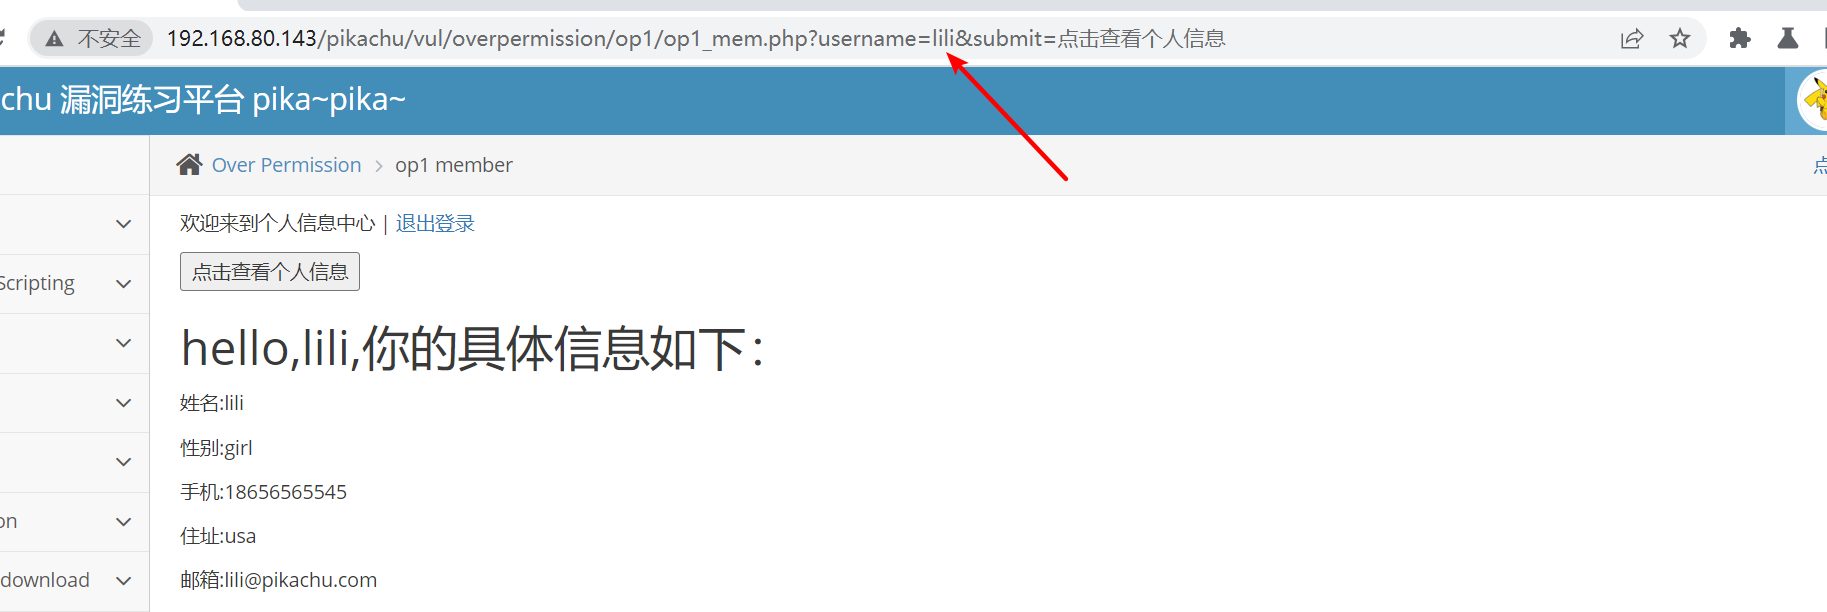 不安全 192.168.80.143/pikachu/vul/overpermission/op1/op1_mem.php?username=lili&submit=点击查看个人信息
chu 漏洞练习平台 pika~pika~
Over Permission > op1 member 点
欢迎来到个人信息中心 | 退出登录
点击查看个人信息
Scripting
hello,lili,你的具体信息如下：
姓名:lili
性别:girl
手机:18656565545
on
住址:usa
download
邮箱:lili@pikachu.com